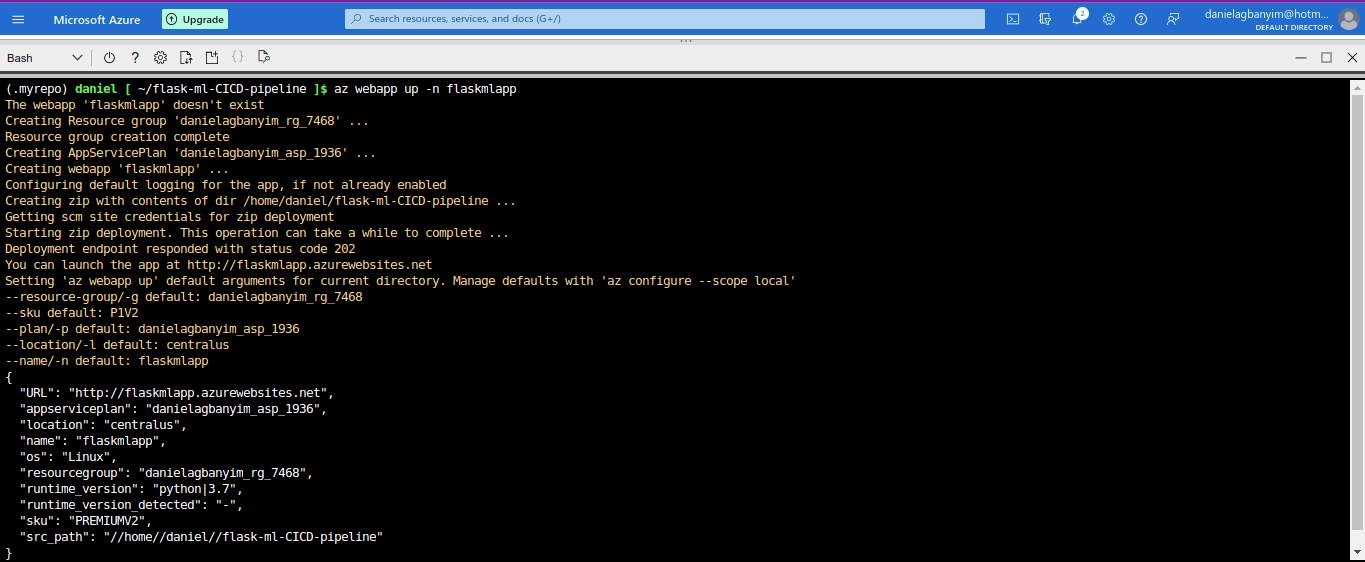 Microsoft Azure
Upgrade
Search resources, services, and docs (G+/)
2
danielagbanyim@hotm...
DEFAULT DIRECTORY
Bash
(.myrepo) daniel [ ~/flask-ml-CICD-pipeline ]$ az webapp up -n flaskmlapp
The webapp 'flaskmlapp' doesn't exist
Creating Resource group 'danielagbanyim_rg_7468' ...
Resource group creation complete
Creating AppServicePlan 'danielagbanyim_asp_1936' ...
Creating webapp 'flaskmlapp' ...
Configuring default logging for the app, if not already enabled
Creating zip with contents of dir /home/daniel/flask-ml-CICD-pipeline ...
Getting scm site credentials for zip deployment
Starting zip deployment. This operation can take a while to complete ...
Deployment endpoint responded with status code 202
You can launch the app at http://flaskmlapp.azurewebsites.net
Setting 'az webapp up' default arguments for current directory. Manage defaults with 'az configure --scope local'
--resource-group/-g default: danielagbanyim_rg_7468
--sku default: P1V2
--plan/-p default: danielagbanyim_asp_1936
--location/-l default: centralus
--name/-n default: flaskmlapp
{
  "URL": "http://flaskmlapp.azurewebsites.net",
  "appserviceplan": "danielagbanyim_asp_1936",
  "location": "centralus",
  "name": "flaskmlapp",
  "os": "Linux",
  "resourcegroup": "danielagbanyim_rg_7468",
  "runtime_version": "python|3.7",
  "runtime_version_detected": "-",
  "sku": "PREMIUMV2",
  "src_path": "//home//daniel//flask-ml-CICD-pipeline"
}